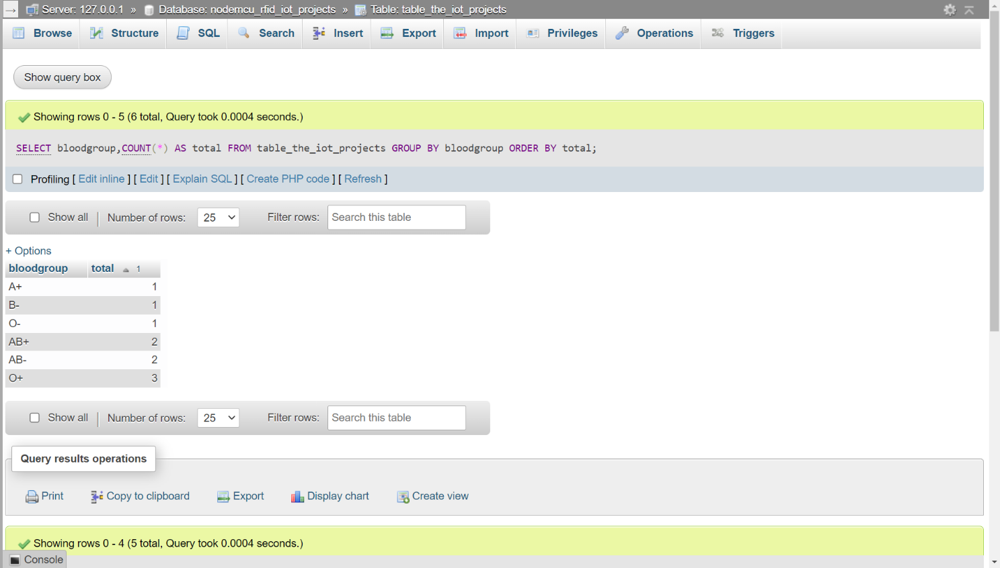 Server: 127.0.0.1 » Database: nodemcu_rfid_iot_projects » Table: table_the_iot_projects
Browse Structure SQL Search Insert Export Import Privileges Operations Triggers
Show query box
Showing rows 0 - 5 (6 total, Query took 0.0004 seconds.)
SELECT bloodgroup,COUNT(*) AS total FROM table_the_iot_projects GROUP BY bloodgroup ORDER BY total;
Profiling [ Edit inline ] [ Edit ] [ Explain SQL ] [ Create PHP code ] [ Refresh ]
Show all | Number of rows: 25 Filter rows: Search this table
+ Options
bloodgroup total 1
A+ 1
B- 1
O- 1
AB+ 2
AB- 2
O+ 3
Show all | Number of rows: 25 Filter rows: Search this table
Query results operations
Print Copy to clipboard Export Display chart Create view
Showing rows 0 - 4 (5 total, Query took 0.0004 seconds.)
Console